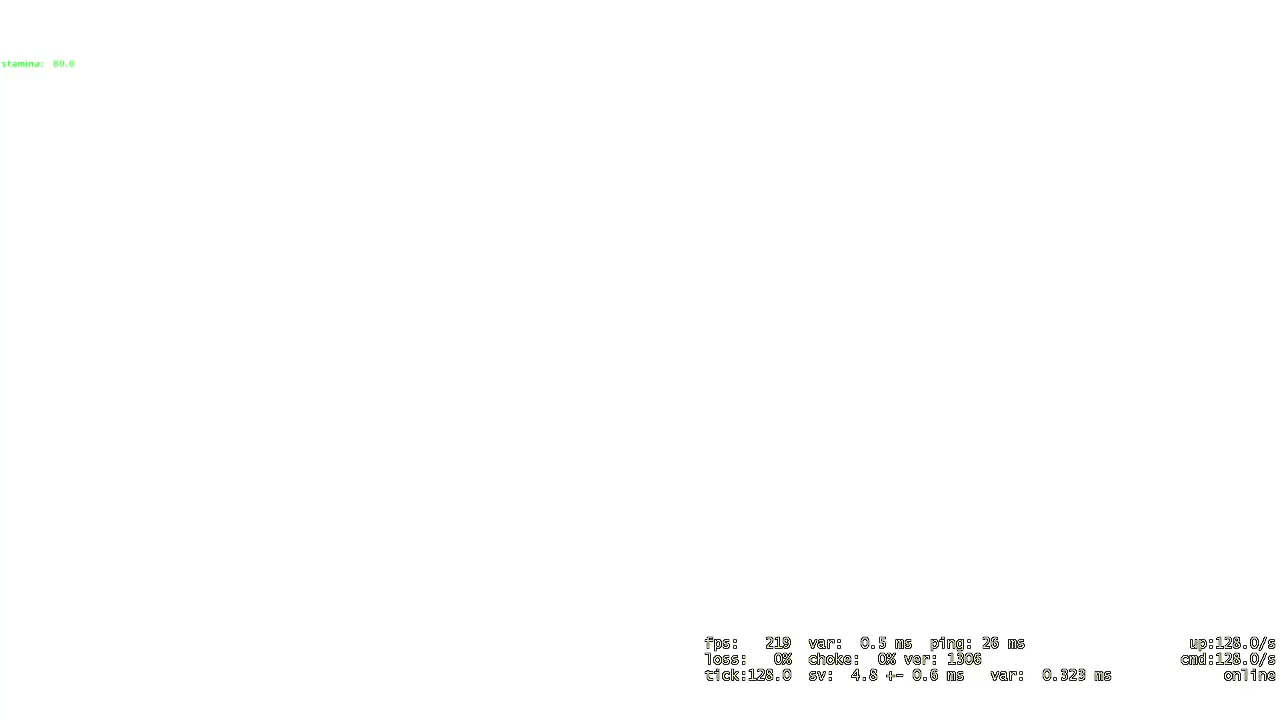 stamina: 80.0
fps: 219 var: 0.5 ms ping: 26 ms up:128.0/s
loss: 0% choke: 0% ver: 1306 cmd:128.0/s
tick:128.0 sv: 4.8 +- 0.6 ms var: 0.323 ms online